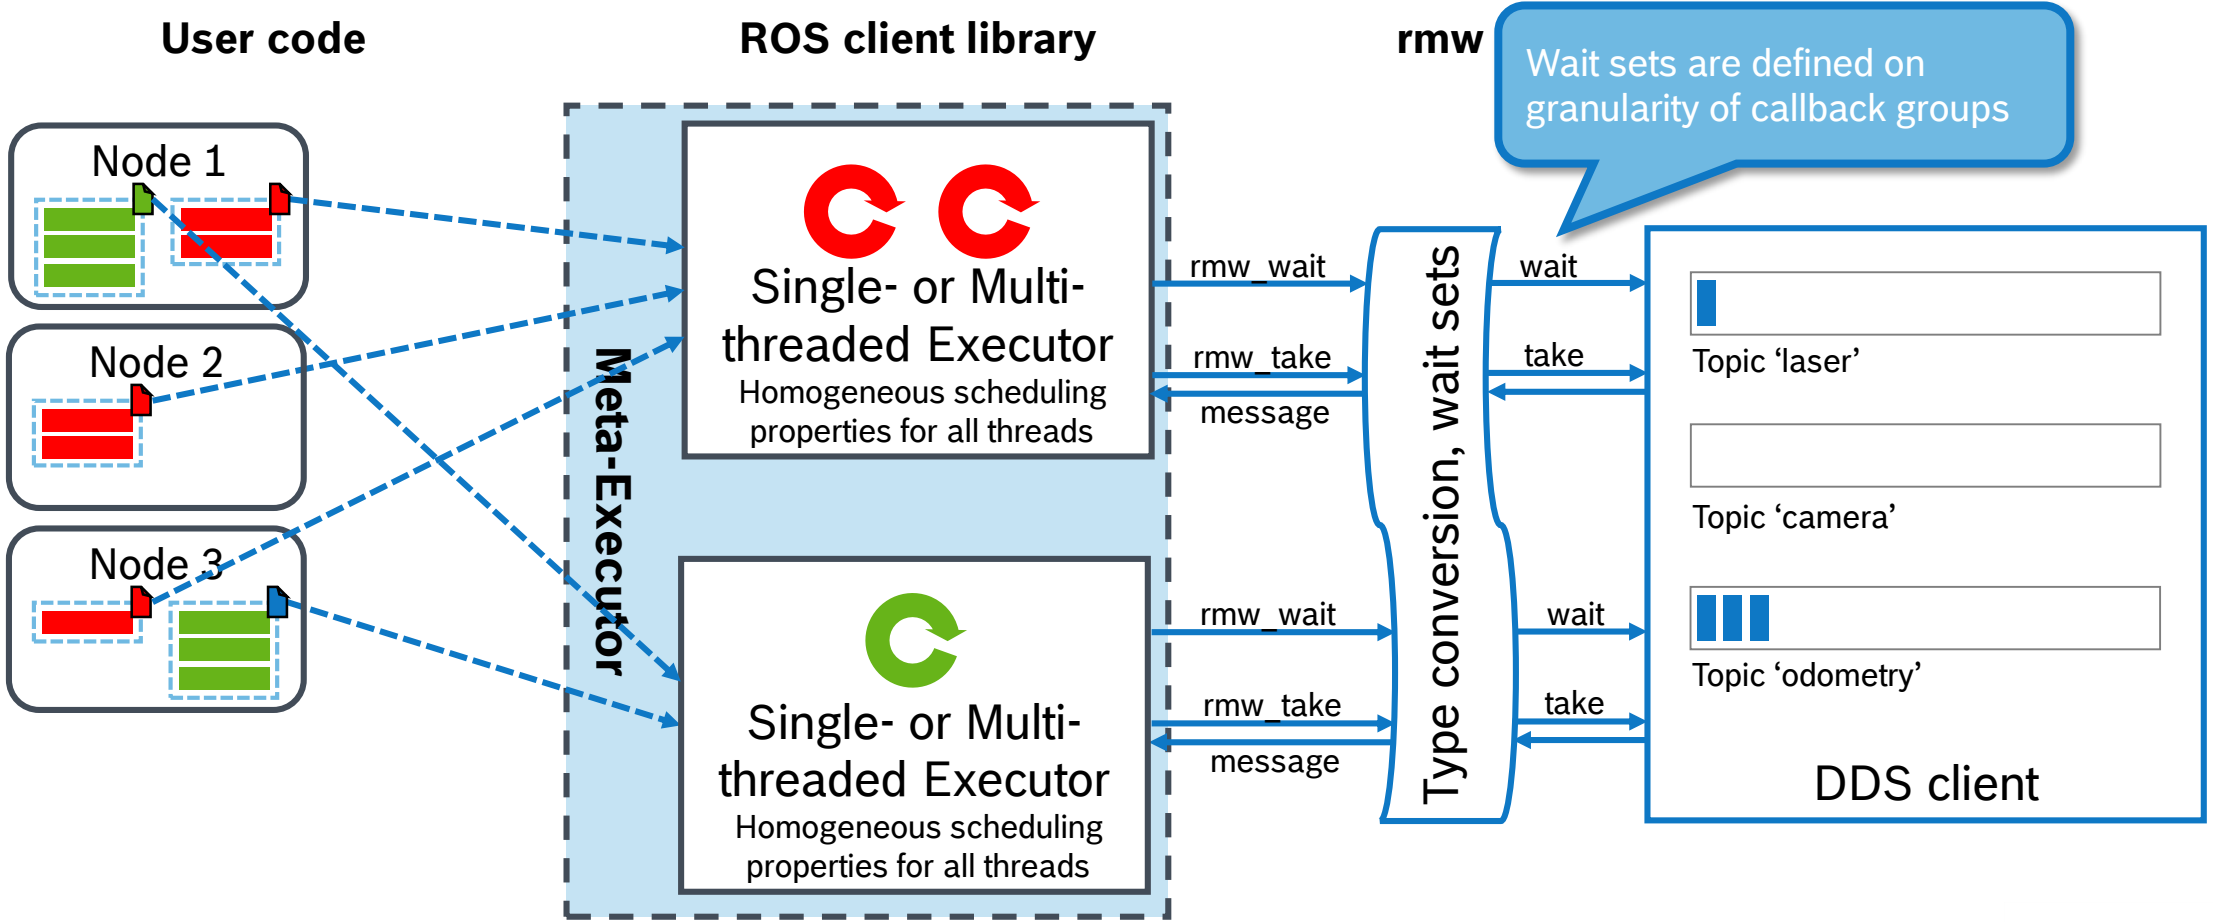 User code
ROS client library
rmw
Wait sets are defined on
granularity of callback groups
Node 1
Node 2
Node 3
Meta-Executor
Single- or Multi-
threaded Executor
Homogeneous scheduling
properties for all threads
Single- or Multi-
threaded Executor
Homogeneous scheduling
properties for all threads
rmw_wait
rmw_take
message
rmw_wait
rmw_take
message
Type conversion, wait sets
wait
take
wait
take
Topic ‘laser’
Topic ‘camera’
Topic ‘odometry’
DDS client